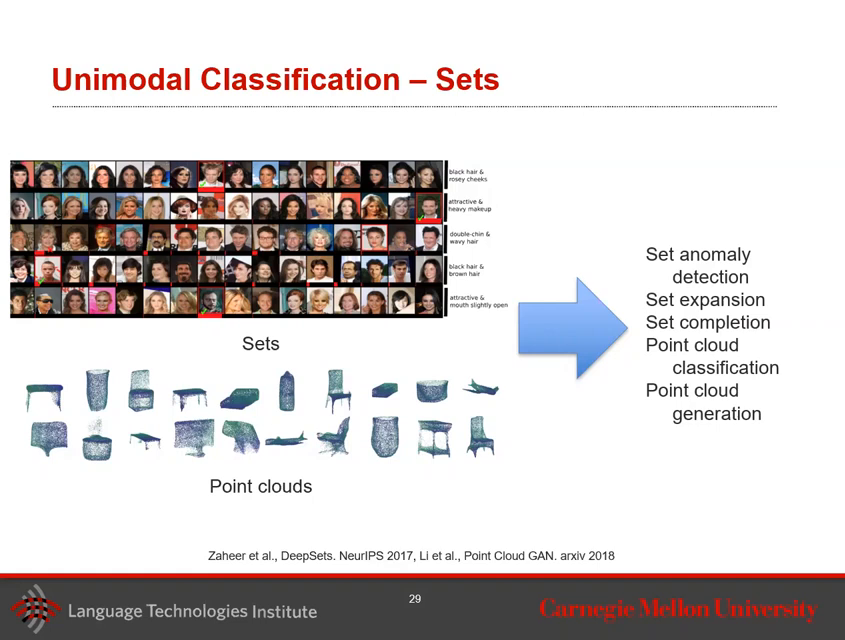 Unimodal Classification – Sets
black hair &
rosey cheeks
attractive &
heavy makeup
double-chin &
wavy hair
black hair &
brown hair
attractive &
mouth slightly open
Sets
Point clouds
Set anomaly
detection
Set expansion
Set completion
Point cloud
classification
Point cloud
generation
Zaheer et al., DeepSets. NeurIPS 2017, Li et al., Point Cloud GAN. arxiv 2018
29
Language Technologies Institute
Carnegie Mellon University